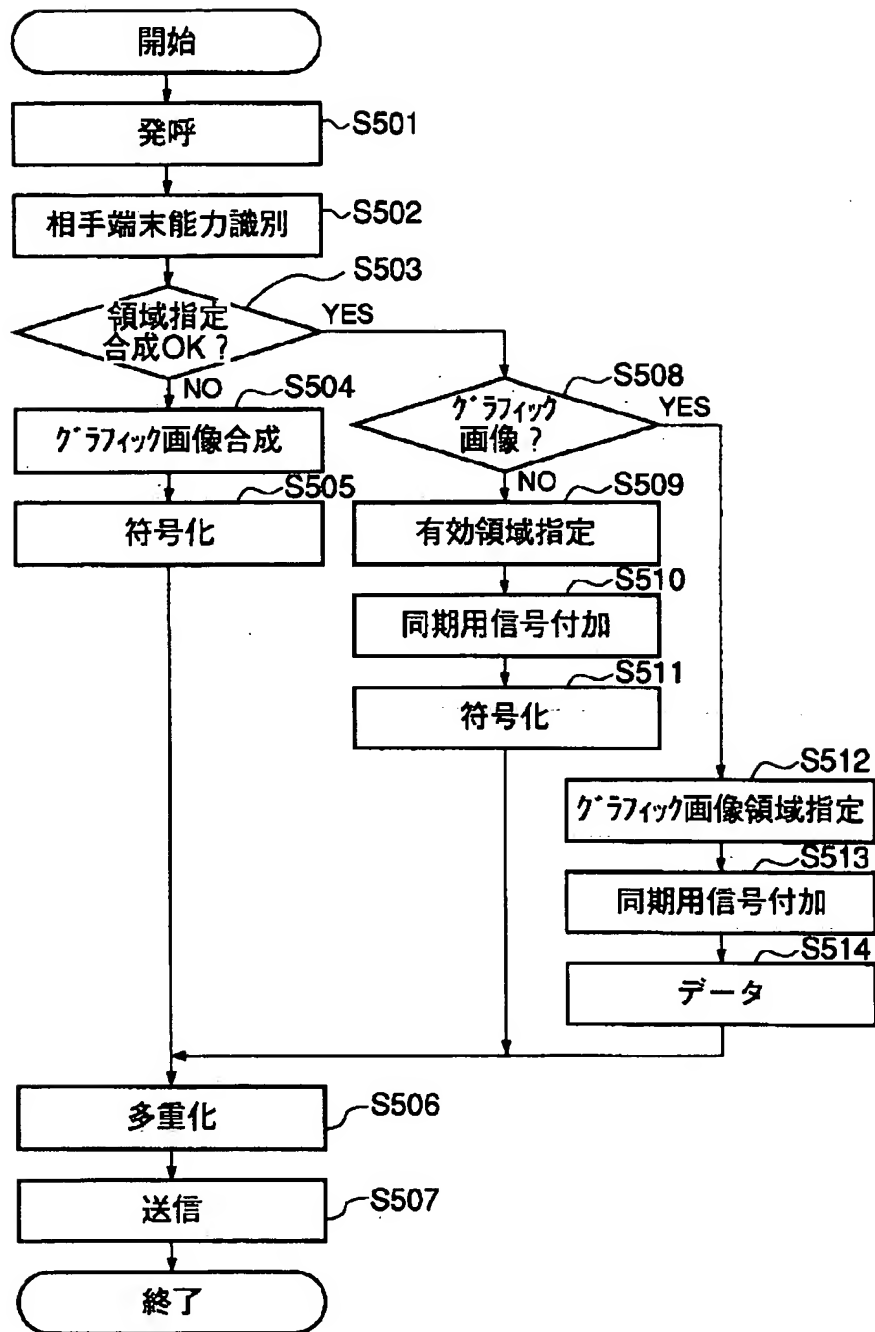 開始
発呼
S501
相手端末能力識別
S502
領域指定
合成OK?
S503
YES
NO
グラフィック画像合成
S504
符号化
S505
グラフィック
画像?
S508
YES
NO
有効領域指定
S509
同期用信号付加
S510
符号化
S511
グラフィック画像領域指定
S512
同期用信号付加
S513
データ
S514
多重化
S506
送信
S507
終了